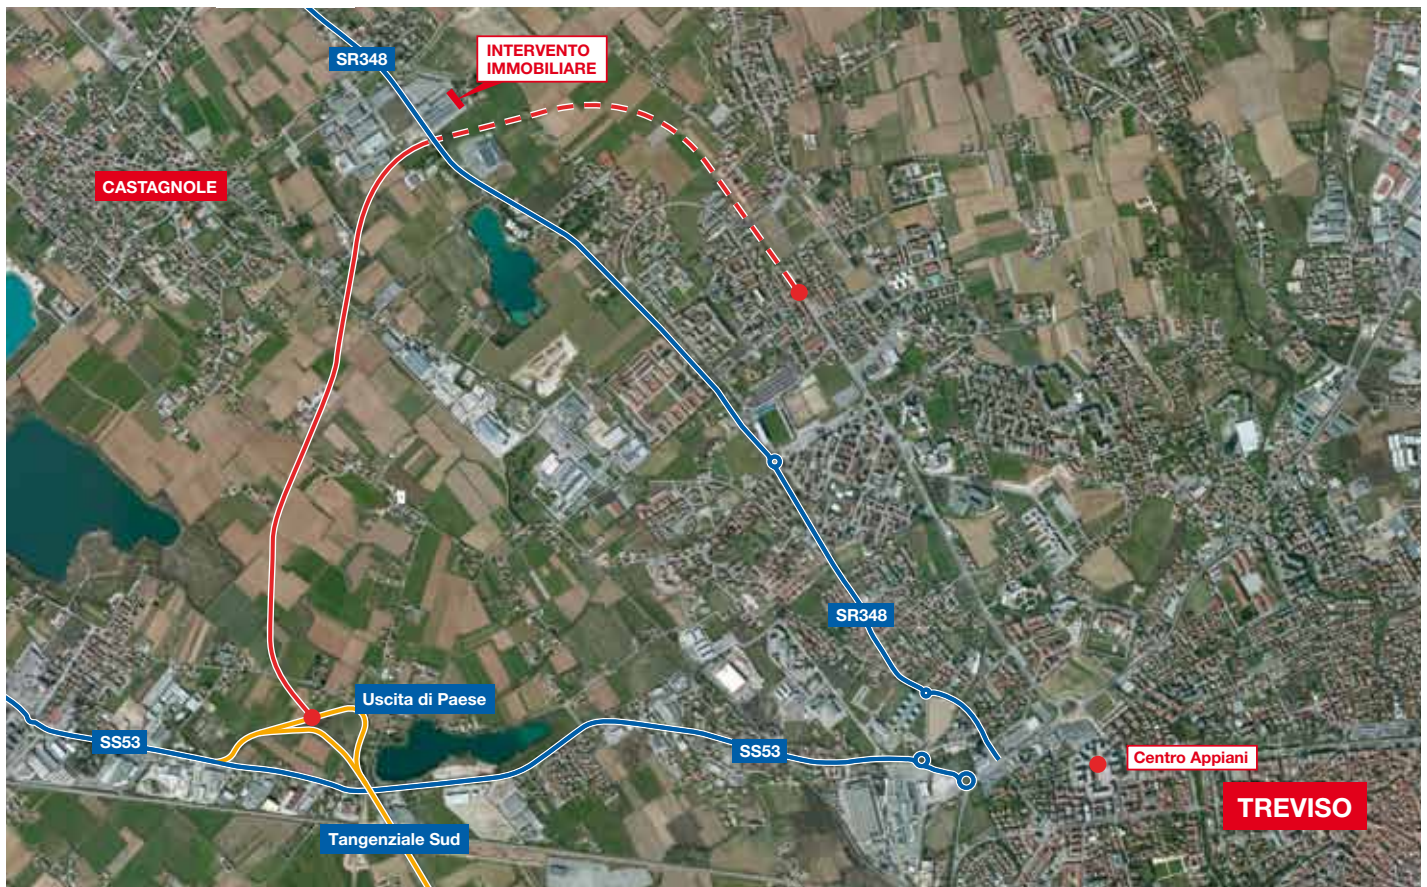 SR348
INTERVENTO
IMMOBILIARE
CASTAGNOLE
SR348
Uscita di Paese
SS53
SS53
Centro Appiani
TREVISO
Tangenziale Sud